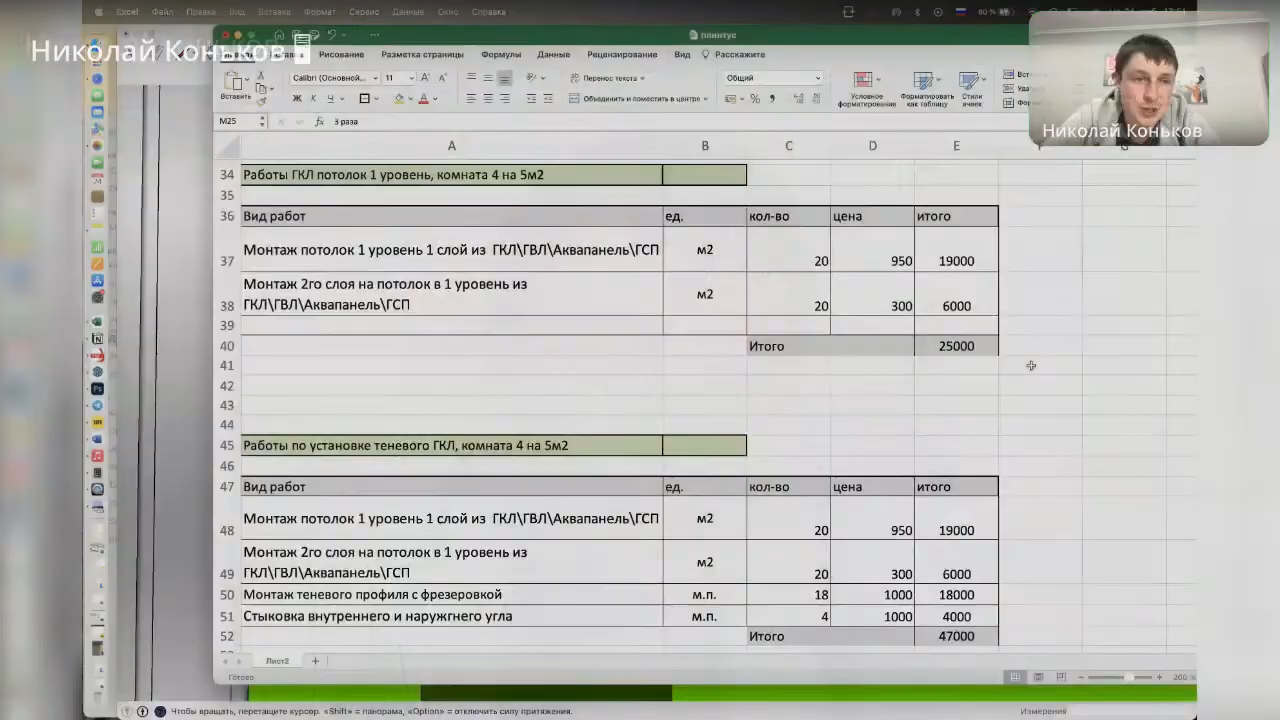 Excel Файл Правка Вид Вставка Формат Сервис Данные Окно Справка 80 %
Николай Коньков
плинтус
Рисование Разметка страницы Формулы Данные Рецензирование Вид Расскажите
Вставить Calibri (Основной... 11 Перенос текста Общий
Ж К Ч Объединить и поместить в центре
Условное форматирование
Форматировать как таблицу
Стили ячеек
Николай Коньков
M25 fx 3 раза
A B C D E
34 Работы ГКЛ потолок 1 уровень, комната 4 на 5м2
35
36 Вид работ ед. кол-во цена итого
37 Монтаж потолок 1 уровень 1 слой из ГКЛ\ГВЛ\Аквапанель\ГСП м2 20 950 19000
Монтаж 2го слоя на потолок в 1 уровень из
38 ГКЛ\ГВЛ\Аквапанель\ГСП м2 20 300 6000
39
40 Итого 25000
41
42
43
44
45 Работы по установке теневого ГКЛ, комната 4 на 5м2
46
47 Вид работ ед. кол-во цена итого
48 Монтаж потолок 1 уровень 1 слой из ГКЛ\ГВЛ\Аквапанель\ГСП м2 20 950 19000
Монтаж 2го слоя на потолок в 1 уровень из
49 ГКЛ\ГВЛ\Аквапанель\ГСП м2 20 300 6000
50 Монтаж теневого профиля с фрезеровкой м.п. 18 1000 18000
51 Стыковка внутреннего и наружгнего угла м.п. 4 1000 4000
52 Итого 47000
Лист2 +
Готово 200
Чтобы вращать, перетащите курсор. «Shift» = панорама, «Option» = отключить силу притяжения. Измерения